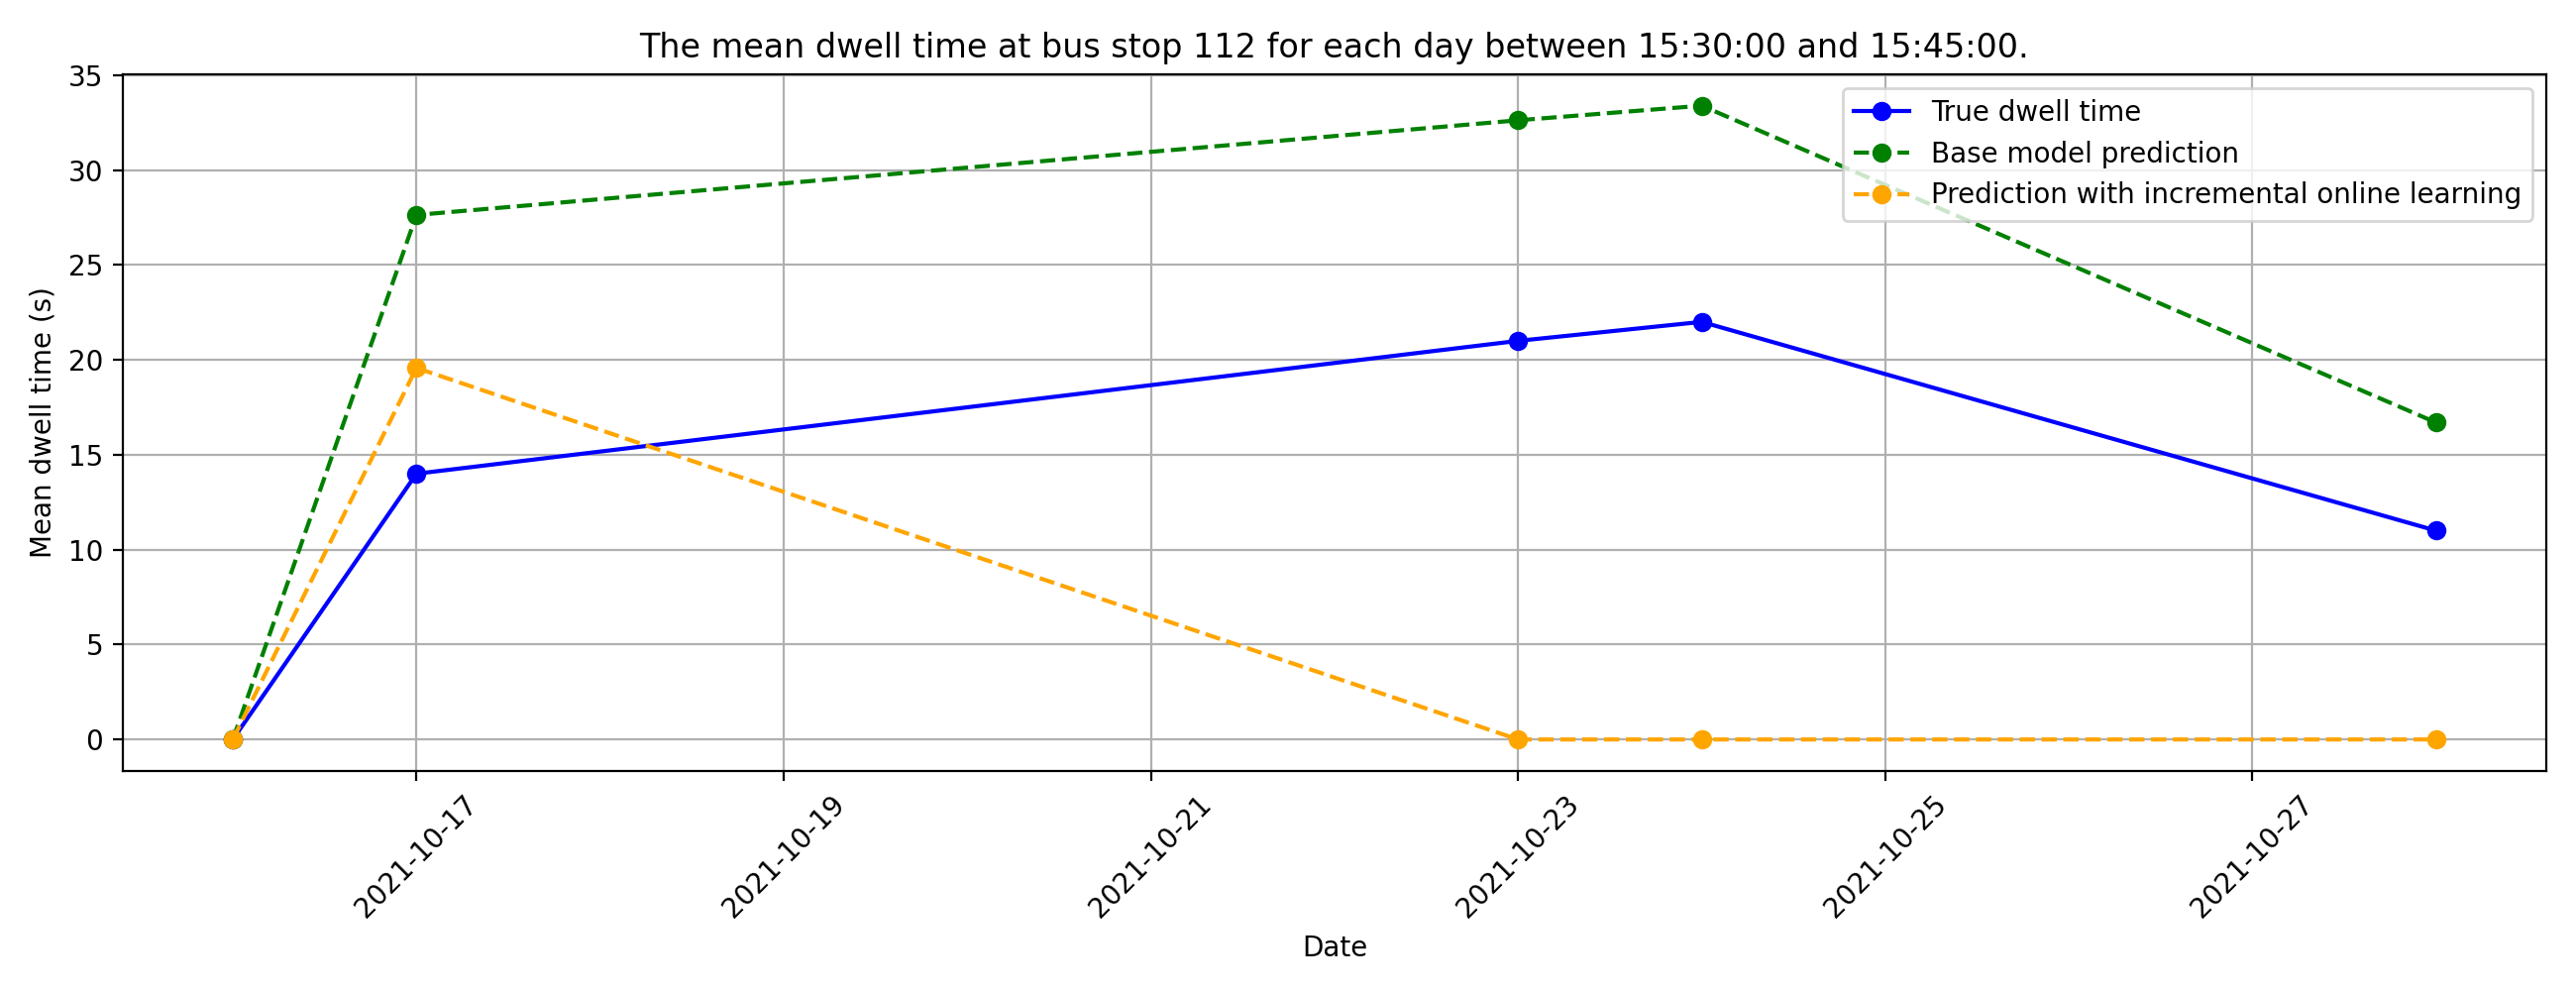 The mean dwell time at bus stop 112 for each day between 15:30:00 and 15:45:00.
35
30
25
20
15
10
5
0
Mean dwell time (s)
True dwell time
Base model prediction
Prediction with incremental online learning
2021-10-17
2021-10-19
2021-10-21
2021-10-23
2021-10-25
2021-10-27
Date